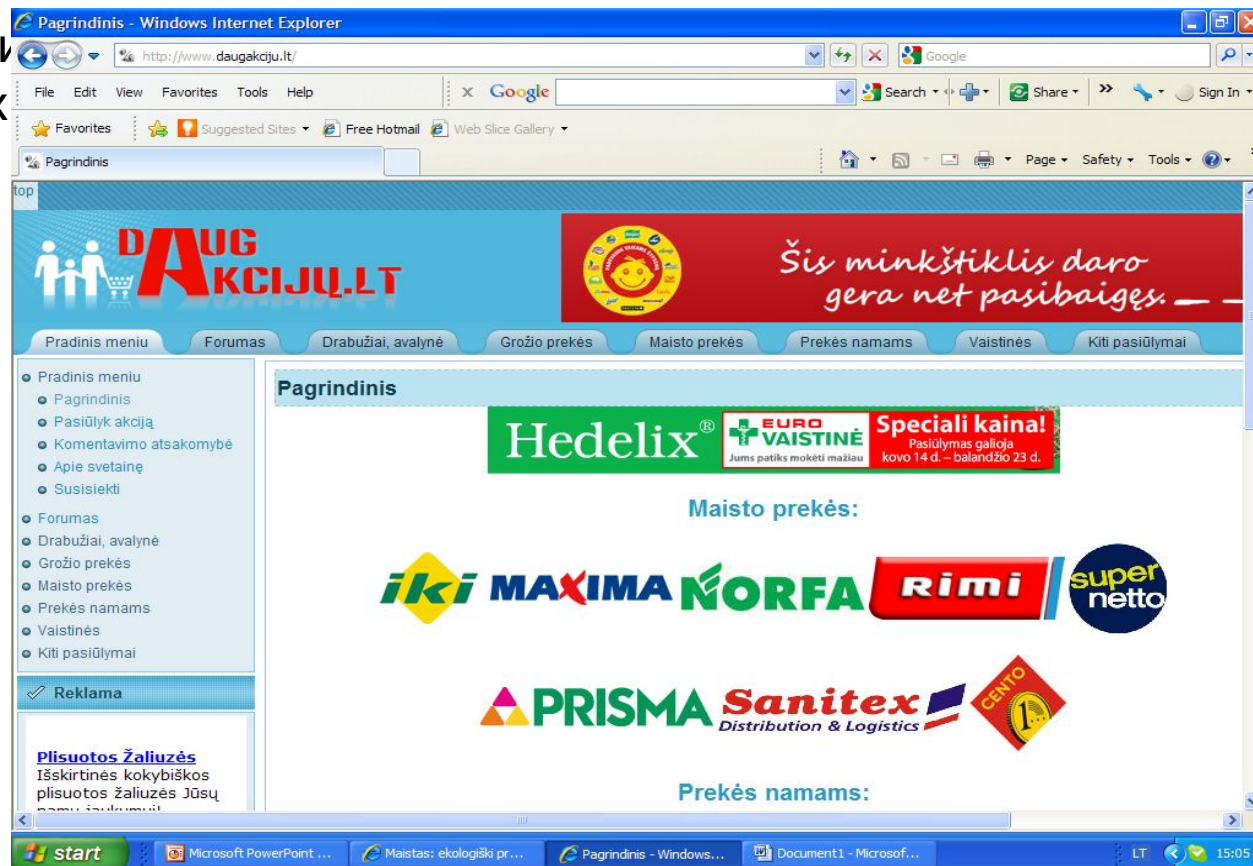 Pagrindinis - Windows Internet Explorer
и
http://www.daugakciju.lt/
Google
х
File Edit View Favorites Tools Help
x Google Search Share >> Sign In
Favorites Suggested Sites Free Hotmail Web Slice Gallery
Pagrindinis Page Safety Tools
top
DAUG
AKCIJŲ.LT
Šis minkštiklis daro
gera net pasibaigęs.
Pradinis meniu Forumas Drabužiai, avalynė Grožio prekės Maisto prekės Prekės namams Vaistinės Kiti pasiūlymai
Pradinis meniu
Pagrindinis
Pasiūlyk akciją
Komentavimo atsakomybė
Apie svetainę
Susisiekti
Forumas
Drabužiai, avalynė
Grožio prekės
Maisto prekės
Prekės namams
Vaistinės
Kiti pasiūlymai
Reklama
Plisuotos Žaliuzės
Išskirtinės kokybiškos
plisuotos žaliuzės Jūsų
namų jaukumui!
Pagrindinis
Hedelix®
EURO
VAISTINĖ
Jums patiks mokėti mažiau
Speciali kaina!
Pasiūlymas galioja
kovo 14 d. – balandžio 23 d.
Maisto prekės:
iki MAXIMA NORFA RIMI super
netto
PRISMA Sanitex
Distribution & Logistics
CENTO
1
Prekės namams:
start Microsoft PowerPoint ... Maistas: ekologiški pr... Pagrindinis - Windows... Document1 - Microsof... LT 15:05